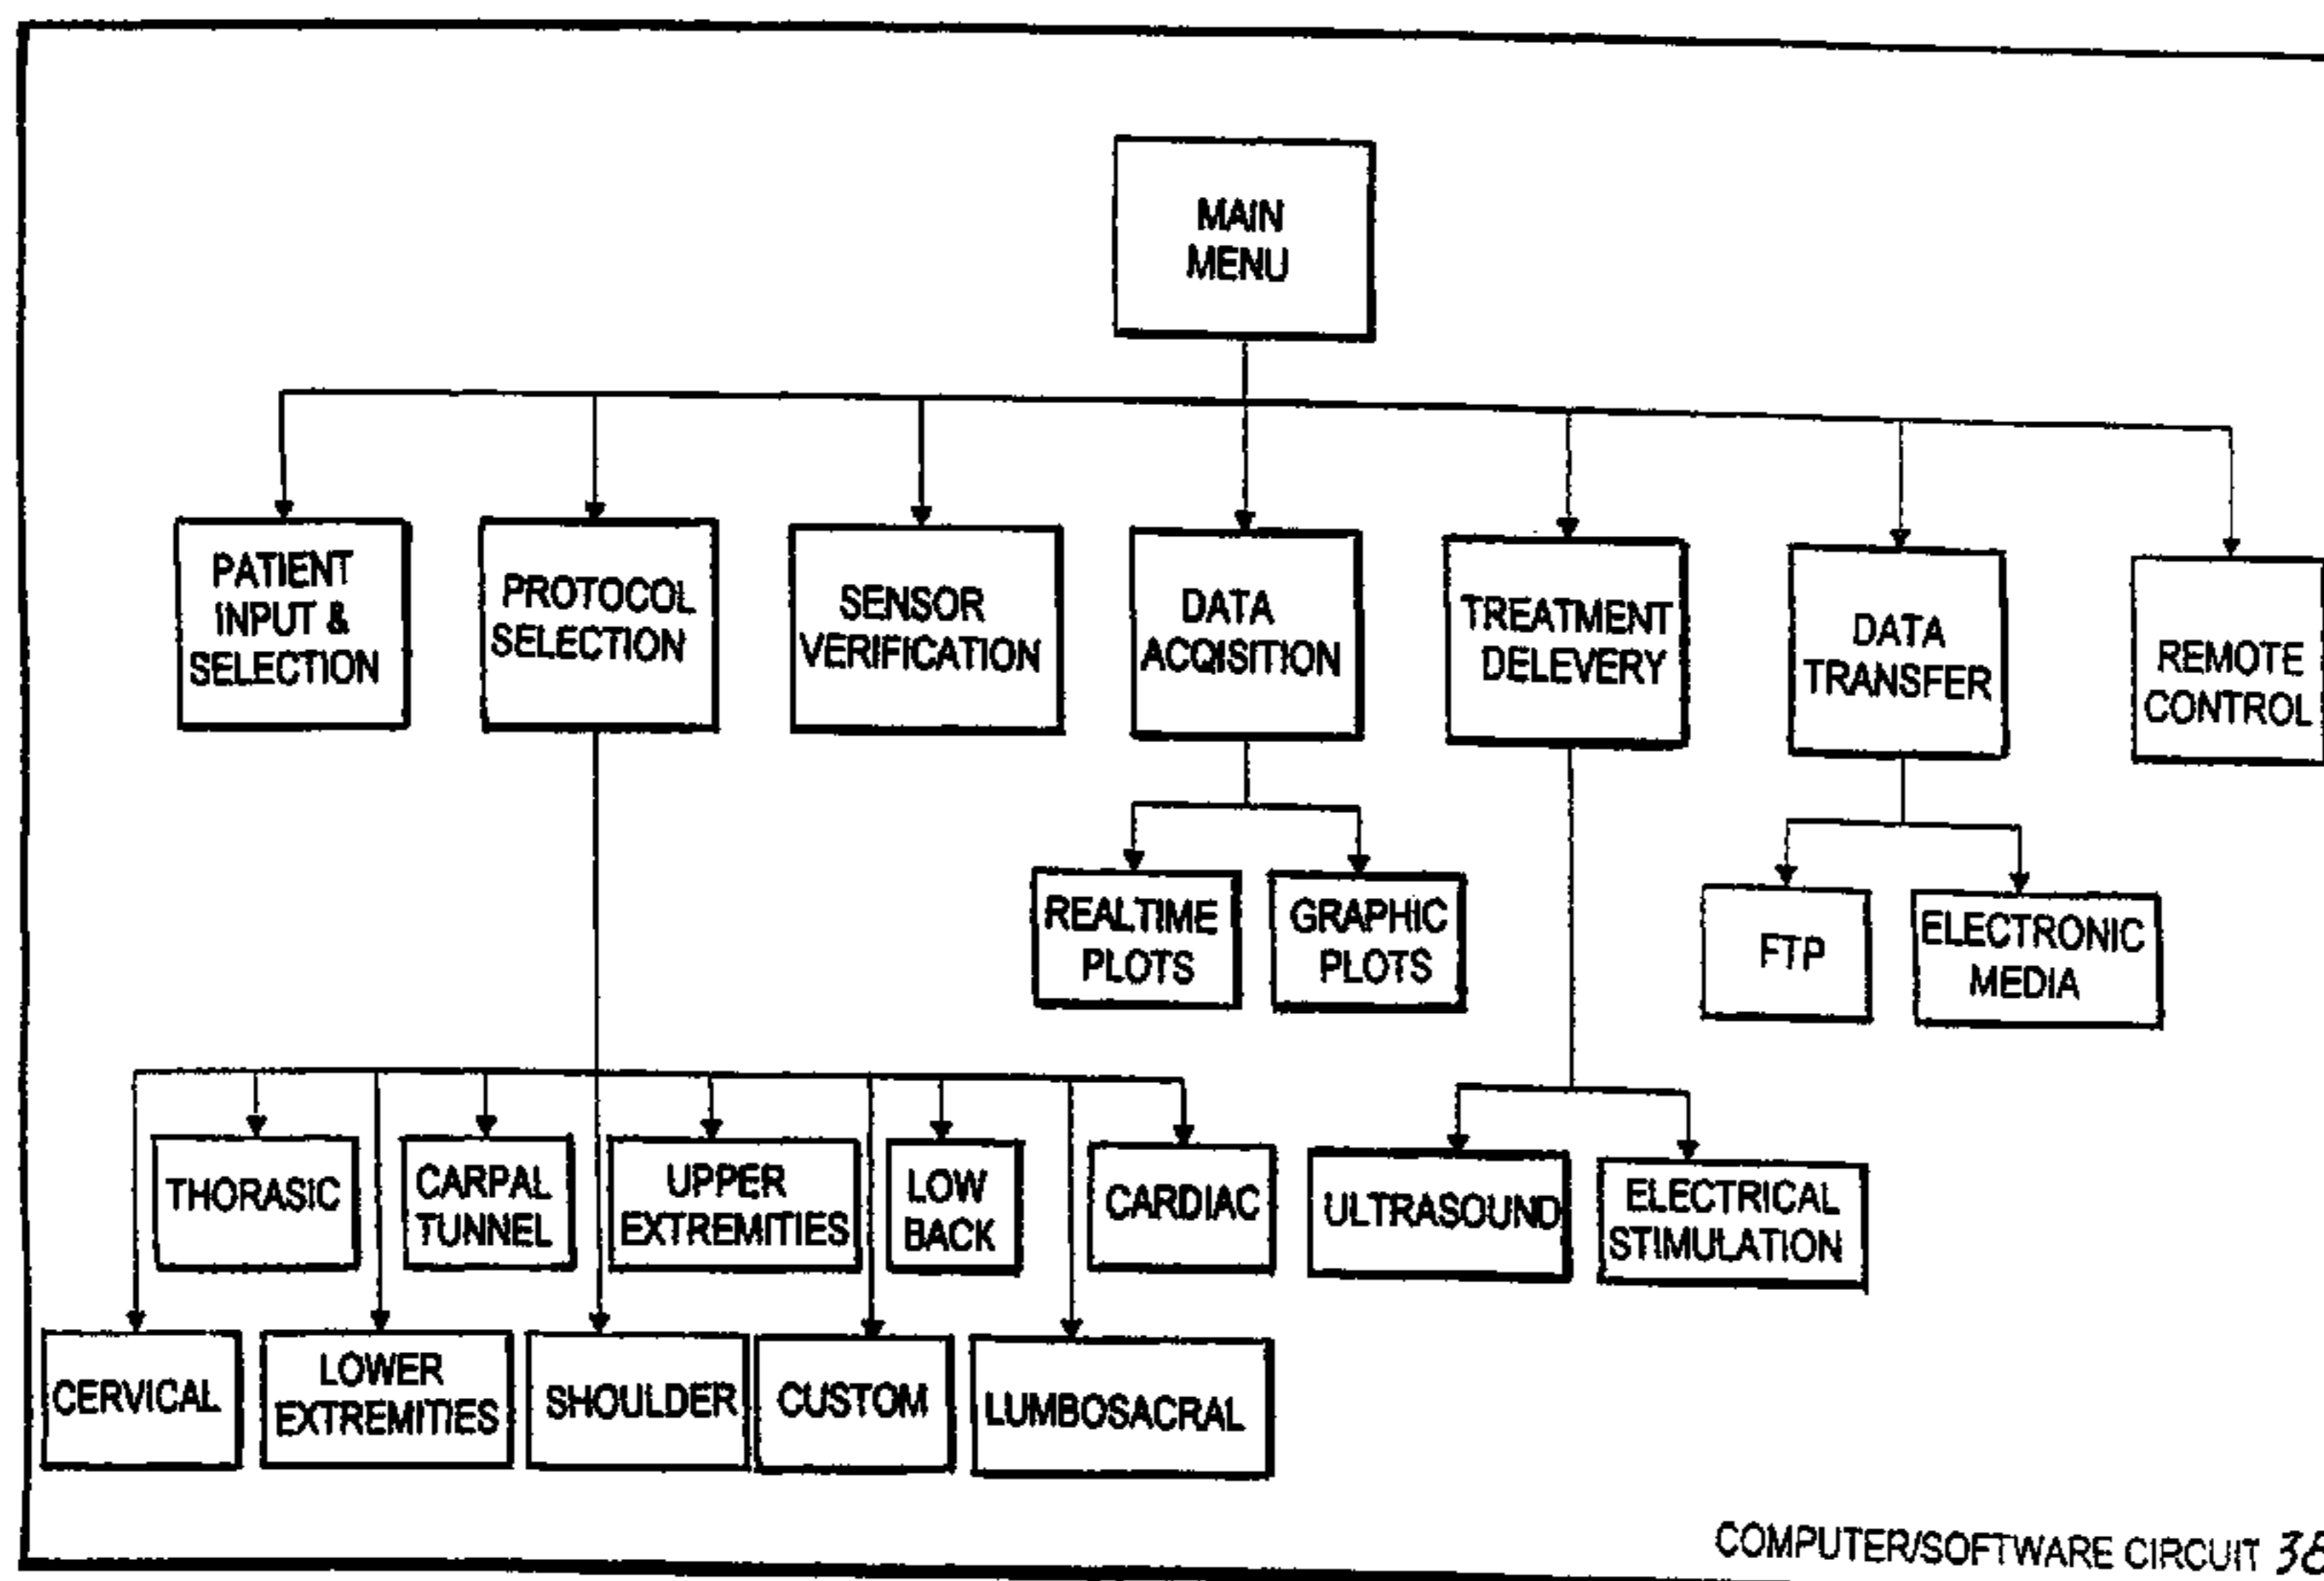 MAIN
MENU
PATIENT
INPUT &
SELECTION
PROTOCOL
SELECTION
SENSOR
VERIFICATION
DATA
ACQISITION
TREATMENT
DELEVERY
DATA
TRANSFER
REMOTE
CONTROL
REALTIME
PLOTS
GRAPHIC
PLOTS
FTP
ELECTRONIC
MEDIA
THORASIC
CARPAL
TUNNEL
UPPER
EXTREMITIES
LOW
BACK
CARDIAC
ULTRASOUND
ELECTRICAL
STIMULATION
CERVICAL
LOWER
EXTREMITIES
SHOULDER
CUSTOM
LUMBOSACRAL
COMPUTER/SOFTWARE CIRCUIT